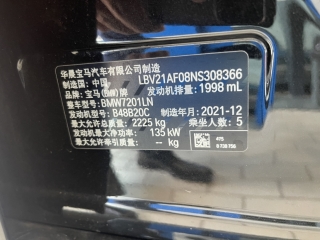 华晨宝马汽车有限公司制造
制造国: 中国 LBV21AF08NS308366
品牌: 宝马(BMW)牌 发动机排量: 1998 mL
整车型号: BMW7201LN
发动机型号: B48B20C 制造年月: 2021-12
最大允许总质量: 2225 kg 乘坐人数: 5
发动机最大净功率: 135 kW
最大允许牵引质量: -- kg